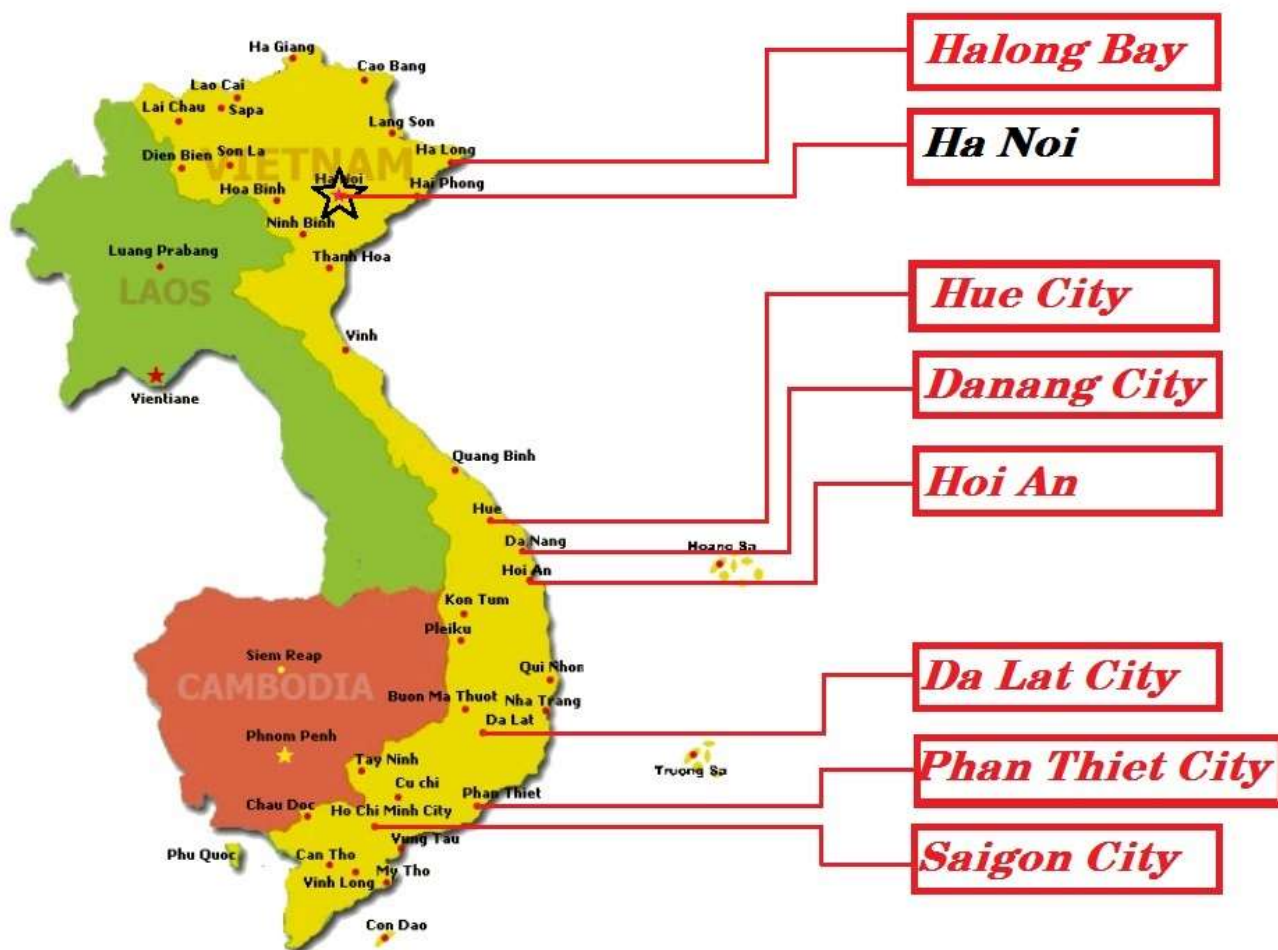 Ha Giang
Cao Bang
Lao Cai
Lai Chau
Sapa
Lang Son
Dien Bien
Son La
VIETNAM
Ha Long
Ha Noi
Hoa Binh
Hai Phong
Ninh Binh
Luang Prabang
Thanh Hoa
LAOS
Vinh
Vientiane
Quang Binh
Hue
Da Nang
Hoang Sa
Hoi An
Kon Tum
Pleiku
Siem Reap
Qui Nhon
CAMBODIA
Buon Ma Thuot
Nha Trang
Da Lat
Phnom Penh
Tay Ninh
Truong Sa
Cu chi
Phan Thiet
Chau Doc
Ho Chi Minh City
Vung Tau
Phu Quoc
Can Tho
My Tho
Vinh Long
Con Dao
Halong Bay
Ha Noi
Hue City
Danang City
Hoi An
Da Lat City
Phan Thiet City
Saigon City